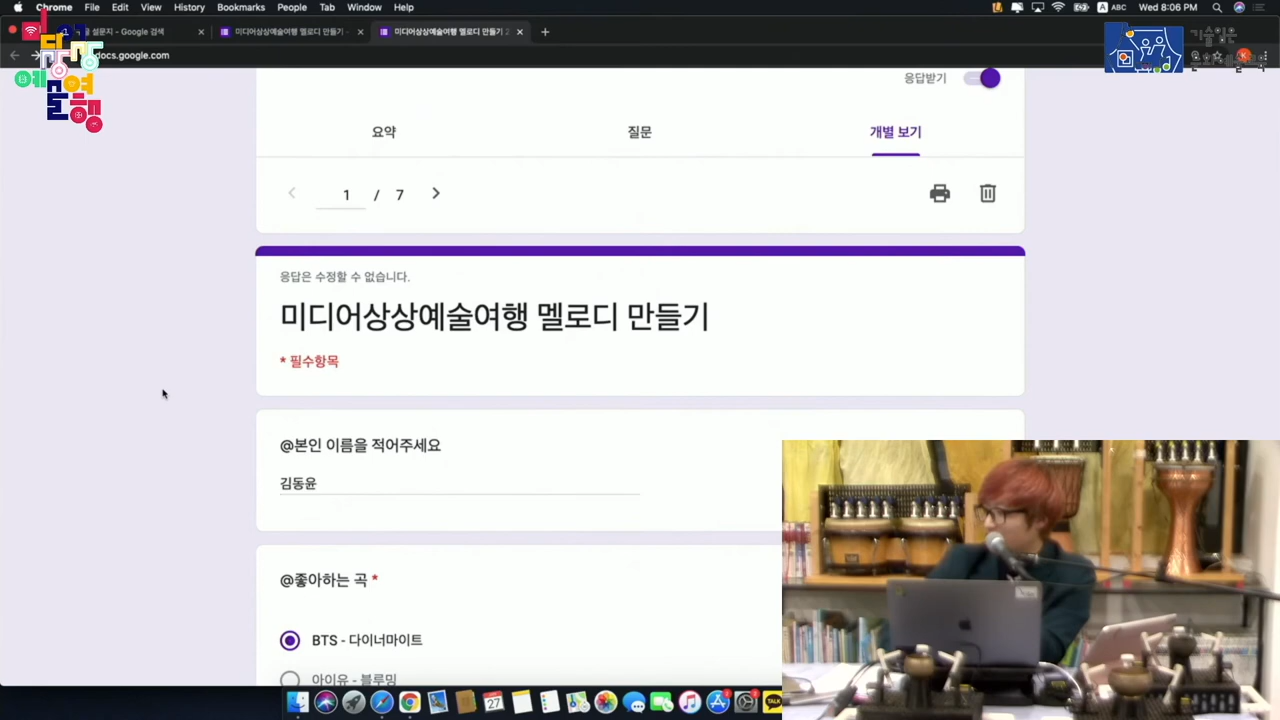 Chrome File Edit View History Bookmarks People Tab Window Help
ABC Wed 8:06 PM
설문지 - Google 검색
미디어상상예술여행 멜로디 만들기
미디어상상예술여행 멜로디 만들기
docs.google.com
응답받기
요약 질문 개별 보기
1 / 7
응답은 수정할 수 없습니다.
미디어상상예술여행 멜로디 만들기
* 필수항목
@본인 이름을 적어주세요
김동윤
@좋아하는 곡 *
BTS - 다이너마이트
아이유 - 블루밍
27
TALK